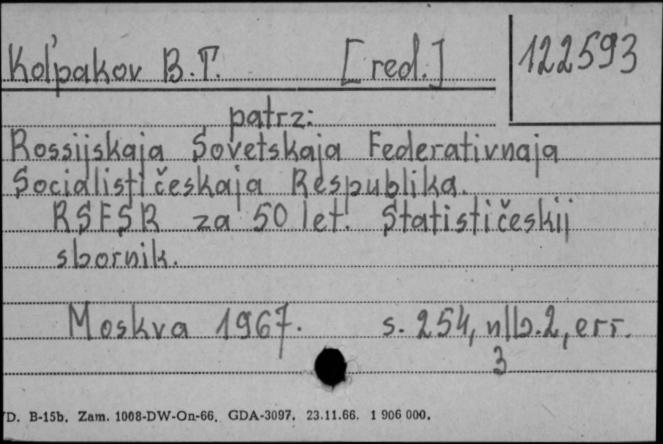 Kol'pakov B.T. [red.] 122593
patrz:
Rossijskaja Sovetskaja Federativnaja
Socialističeskaja Respublika.
RSFSR za 50 let. Statističeskij
sbornik.
Moskva 1967. s. 254, nlb.2, err.
3
D. B-15b. Zam. 1008-DW-On-66. GDA-3097. 23.11.66. 1 906 000.